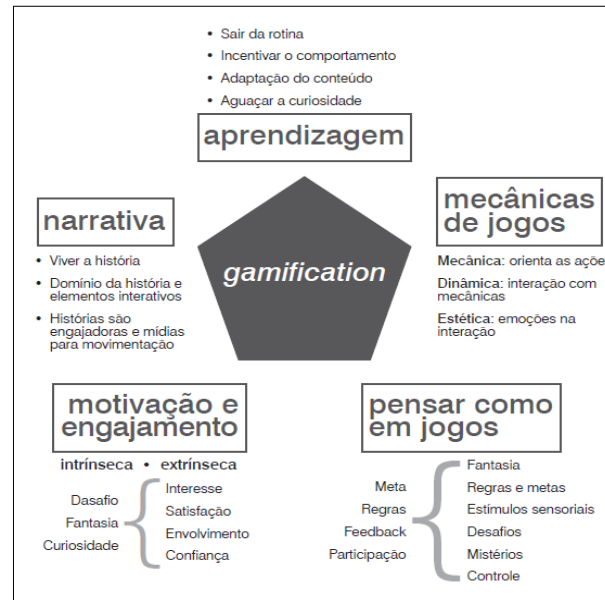 • Sair da rotina
• Incentivar o comportamento
• Adaptação do conteúdo
• Aguaçar a curiosidade
aprendizagem
narrativa
• Viver a história
• Domínio da história e
elementos interativos
• Histórias são
engajadoras e mídias
para movimentação
gamification
mecânicas
de jogos
Mecânica: orienta as açõe
Dinâmica: interação com
mecânicas
Estética: emoções na
interação
motivação e
engajamento
intrínseca • extrínseca
Dasafio
Fantasia
Curiosidade
Interesse
Satisfação
Envolvimento
Confiança
pensar como
em jogos
Meta
Regras
Feedback
Participação
Fantasia
Regras e metas
Estímulos sensoriais
Desafios
Mistérios
Controle